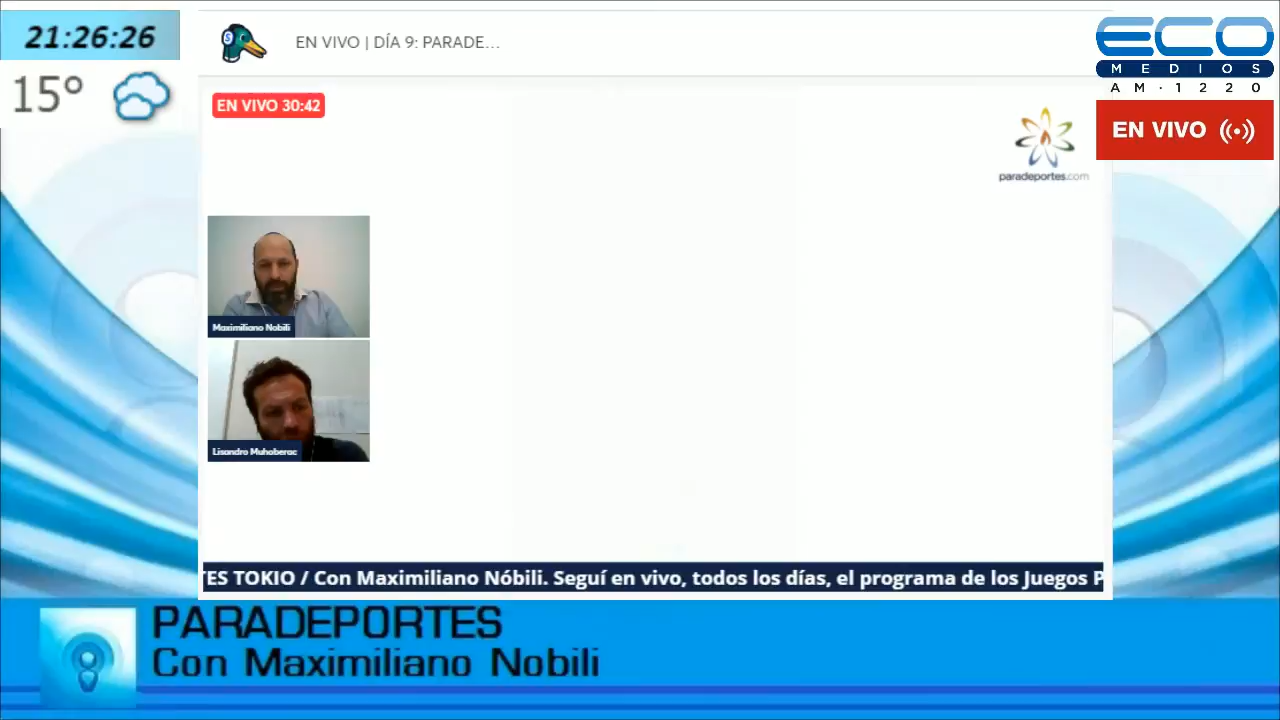 21:26:26
15°
EN VIVO | DÍA 9: PARADE...
ECO
MEDIOS
AM·1220
EN VIVO
EN VIVO 30:42
paradeportes.com
S
Maximiliano Nobili
Lisandro Muhaberac
TES TOKIO / Con Maximiliano Nóbili. Seguí en vivo, todos los días, el programa de los Juegos P
PARADEPORTES
Con Maximiliano Nobili